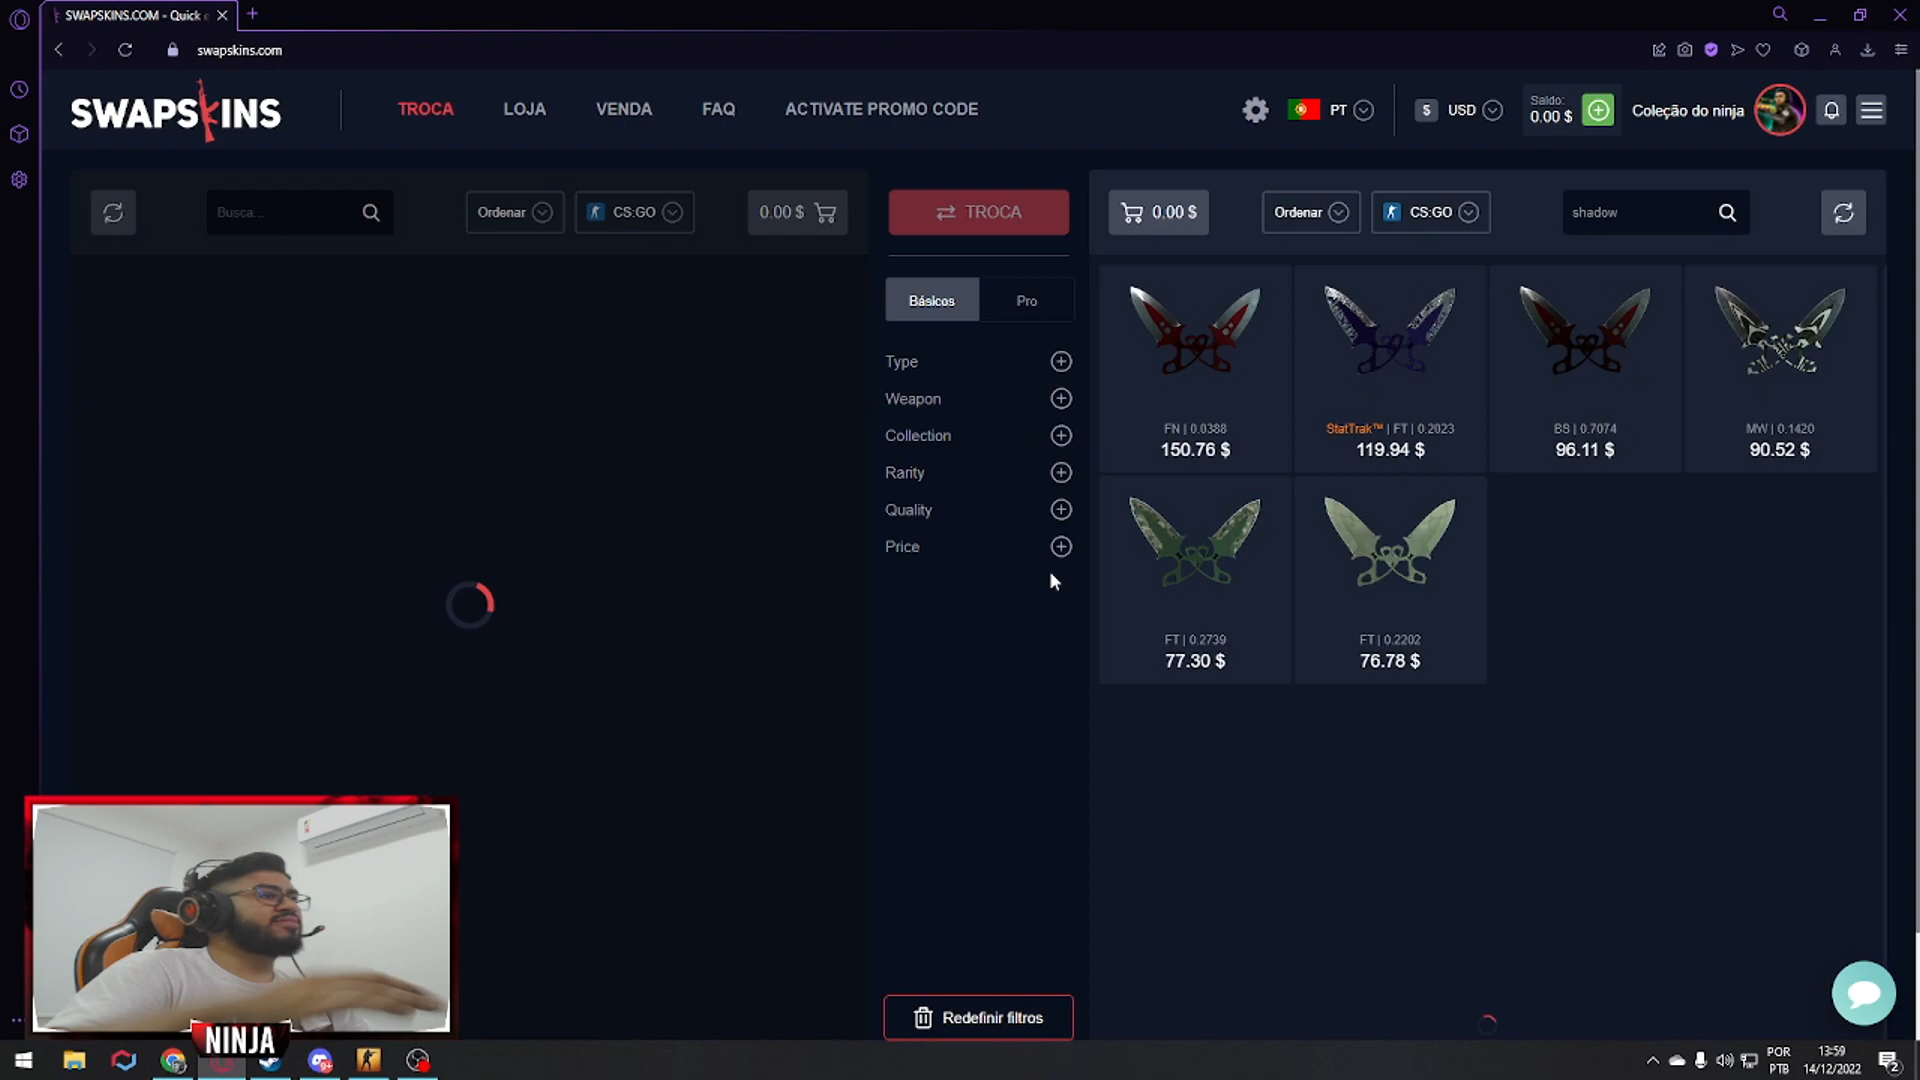 SWAPSKINS.COM - Quick
swapskins.com
SWAPSKINS
TROCA
LOJA
VENDA
FAQ
ACTIVATE PROMO CODE
PT
$ USD
Saldo:
0.00 $
Coleção do ninja
Busca...
Ordenar
CS:GO
0.00 $
TROCA
0.00 $
Ordenar
CS:GO
shadow
Básicos
Pro
Type
Weapon
Collection
Rarity
Quality
Price
Redefinir filtros
FN | 0.0388
150.76 $
StatTrak™ | FT | 0.2023
119.94 $
BS | 0.7074
96.11 $
MW | 0.1420
90.52 $
FT | 0.2739
77.30 $
FT | 0.2202
76.78 $
NINJA
9+
POR
PTB
13:59
14/12/2022
2